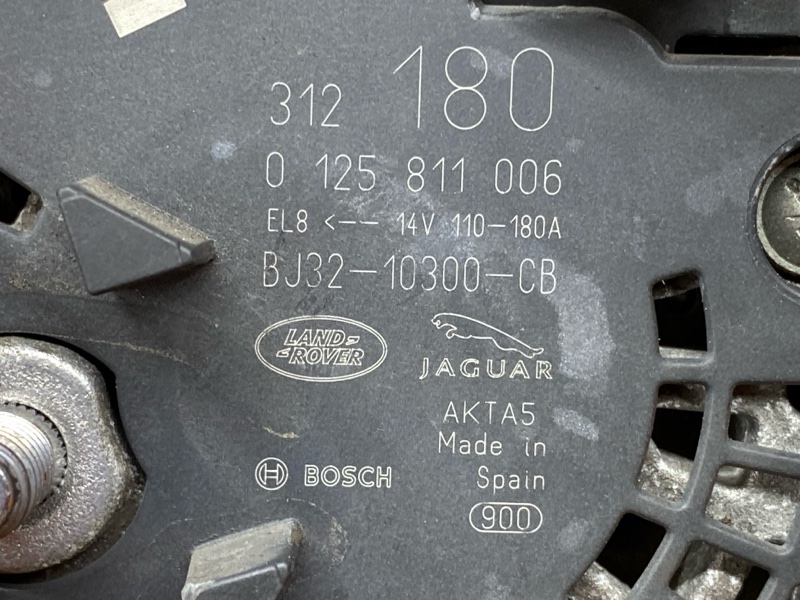 312 180
0 125 811 006
EL8 <-- 14V 110-180A
BJ32-10300-CB
LAND-
-ROVER
JAGUAR
AKTA5
Made in
Spain
BOSCH
900